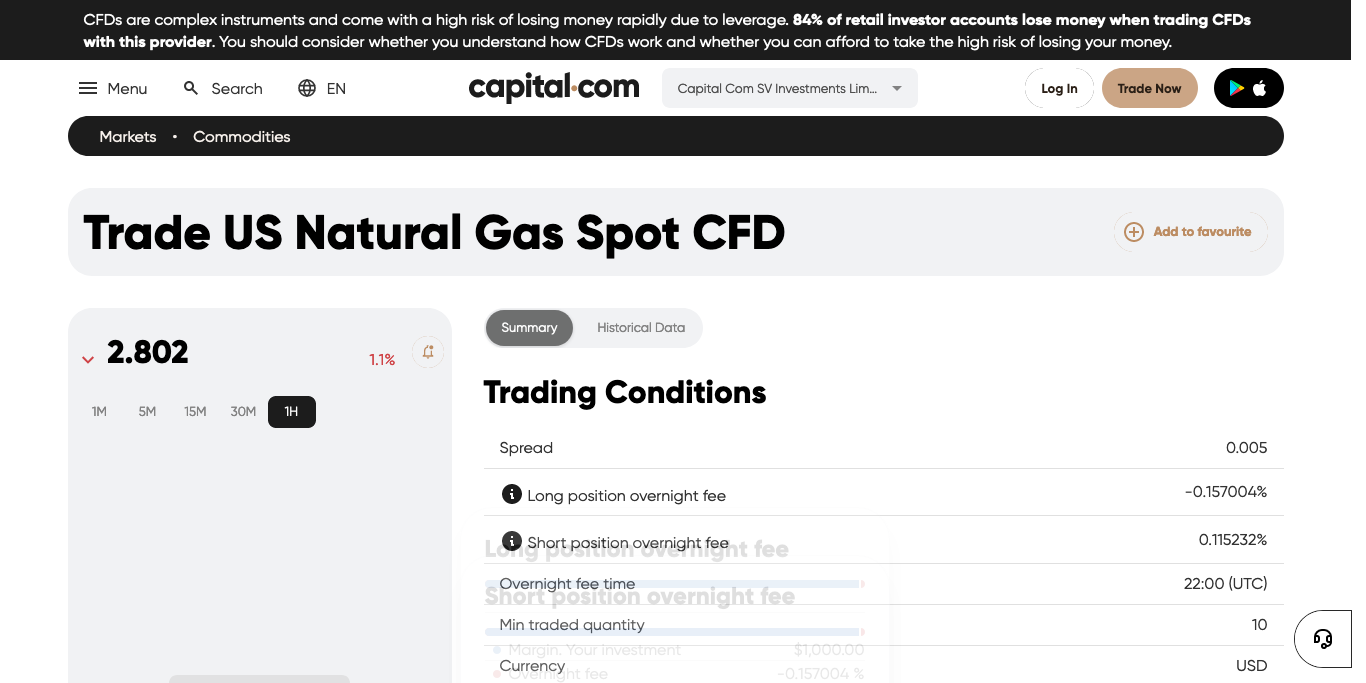 CFDs are complex instruments and come with a high risk of losing money rapidly due to leverage. 84% of retail investor accounts lose money when trading CFDs
with this provider. You should consider whether you understand how CFDs work and whether you can afford to take the high risk of losing your money.
Menu
Search
EN
capital.com
Capital Com SV Investments Lim...
Log In
Trade Now
Markets • Commodities
Trade US Natural Gas Spot CFD
Add to favourite
2.802
1.1%
1M 5M 15M 30M 1H
Summary
Historical Data
Trading Conditions
Spread 0.005
Long position overnight fee -0.157004%
Short position overnight fee 0.115232%
Long position overnight fee
Overnight fee time 22:00 (UTC)
Short position overnight fee
Min traded quantity 10
Margin. Your investment $1,000.00
Currency USD
Overnight fee -0.157004 %